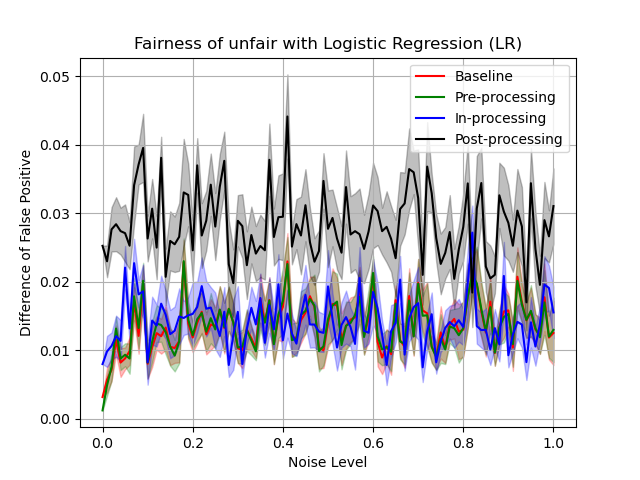 Fairness of unfair with Logistic Regression (LR)
Baseline
Pre-processing
In-processing
Post-processing
Difference of False Positive
0.05
0.04
0.03
0.02
0.01
0.00
0.0 0.2 0.4 0.6 0.8 1.0
Noise Level